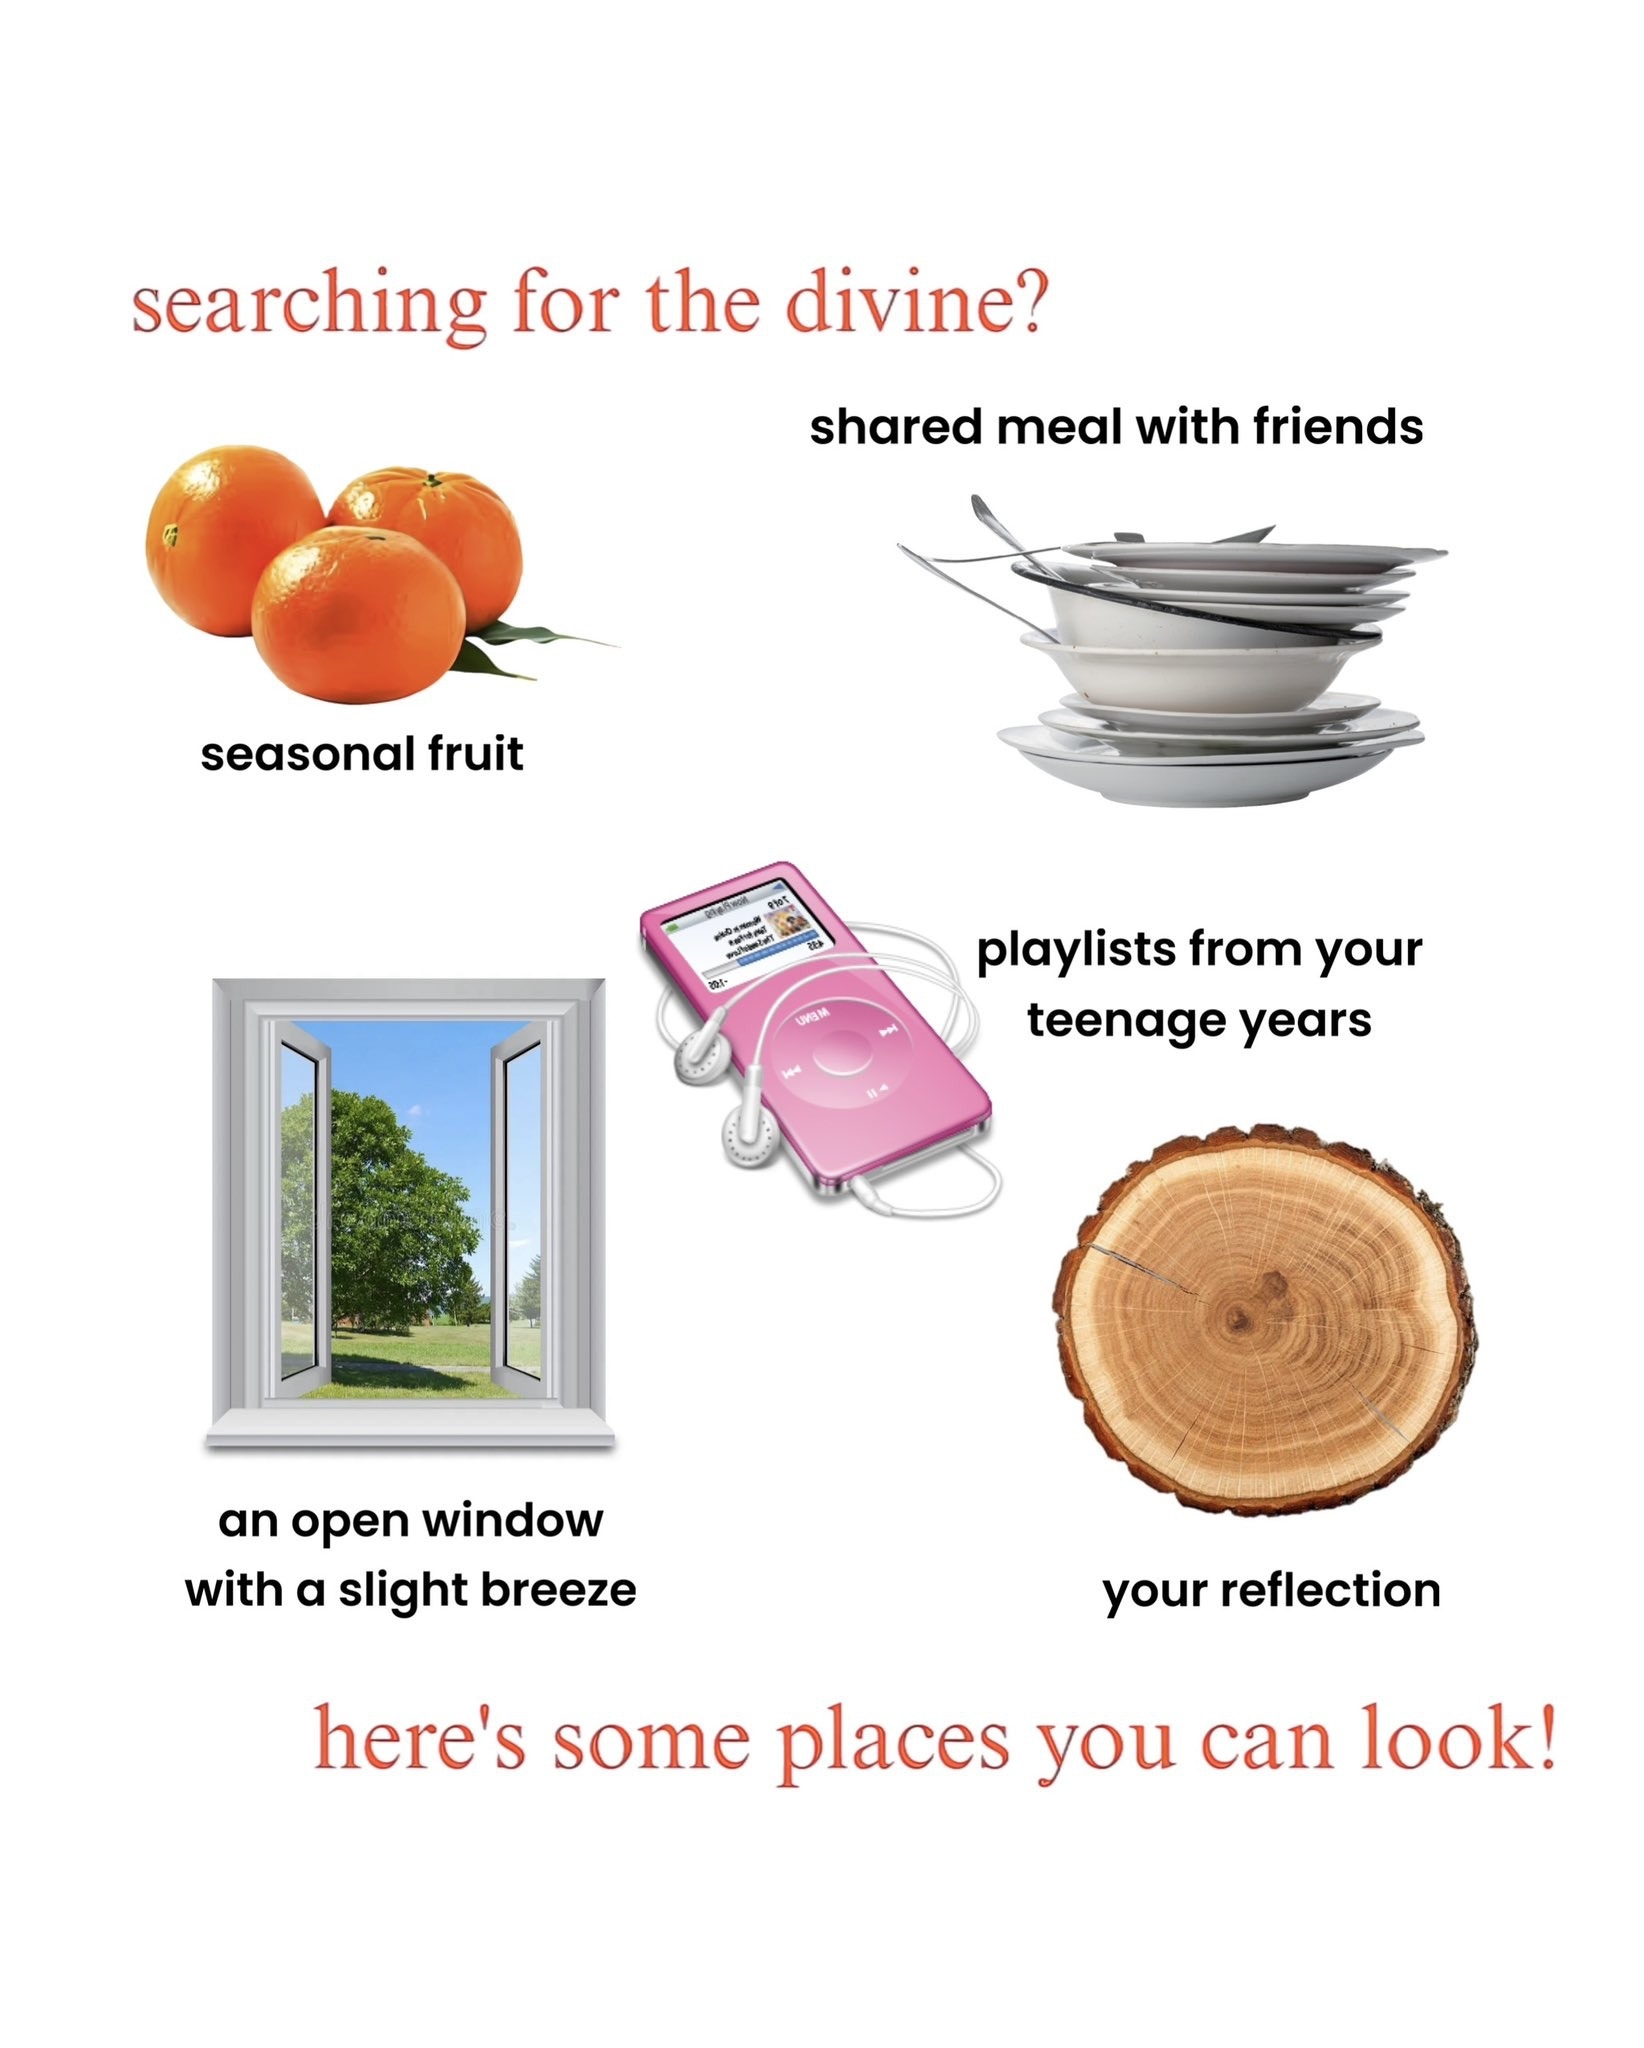 searching for the divine?
shared meal with friends
seasonal fruit
playlists from your
teenage years
MENU
an open window
with a slight breeze
your reflection
here's some places you can look!